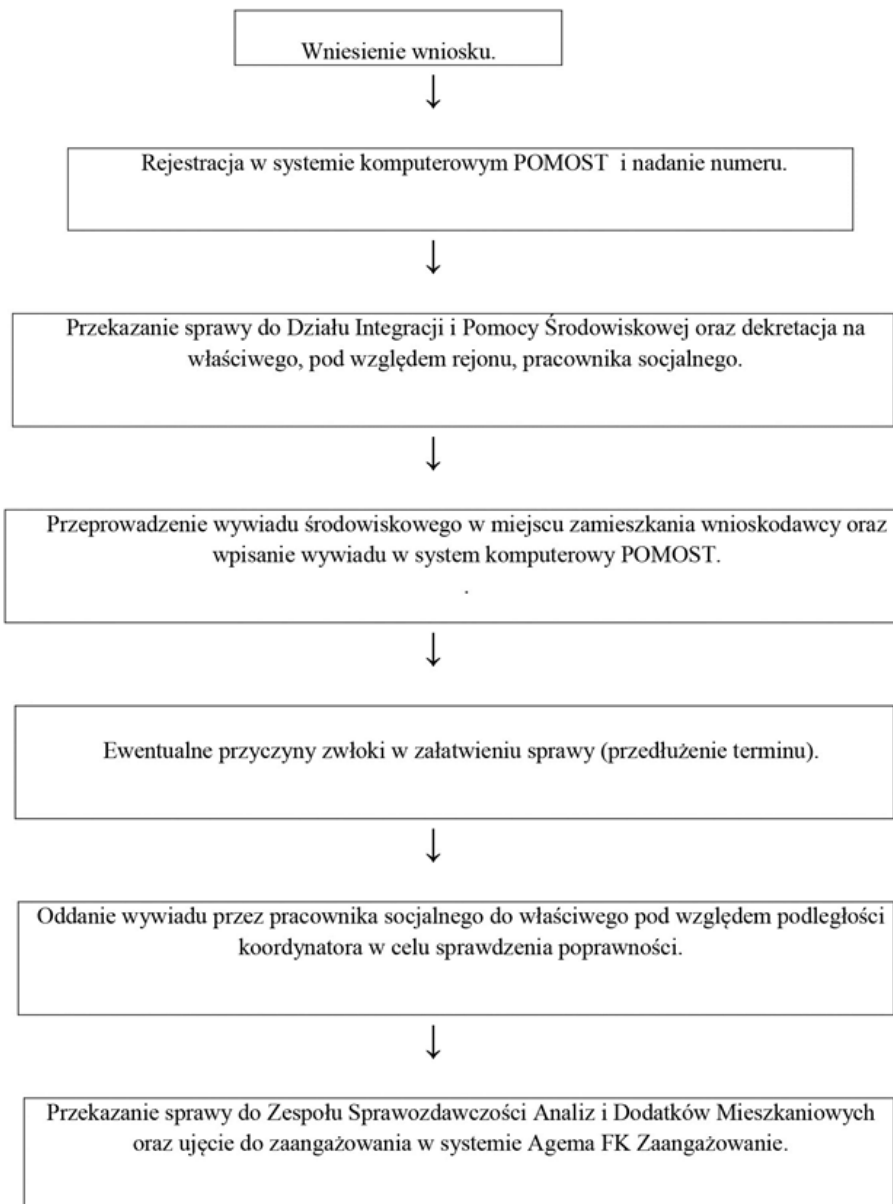 Wniesienie wniosku.
↓
Rejestracja w systemie komputerowym POMOST i nadanie numeru.
↓
Przekazanie sprawy do Działu Integracji i Pomocy Środowiskowej oraz dekretacja na
właściwego, pod względem rejonu, pracownika socjalnego.
↓
Przeprowadzenie wywiadu środowiskowego w miejscu zamieszkania wnioskodawcy oraz
wpisanie wywiadu w system komputerowy POMOST.
.
↓
Ewentualne przyczyny zwłoki w załatwieniu sprawy (przedłużenie terminu).
↓
Oddanie wywiadu przez pracownika socjalnego do właściwego pod względem podległości
koordynatora w celu sprawdzenia poprawności.
↓
Przekazanie sprawy do Zespołu Sprawozdawczości Analiz i Dodatków Mieszkaniowych
oraz ujęcie do zaangażowania w systemie Agema FK Zaangażowanie.